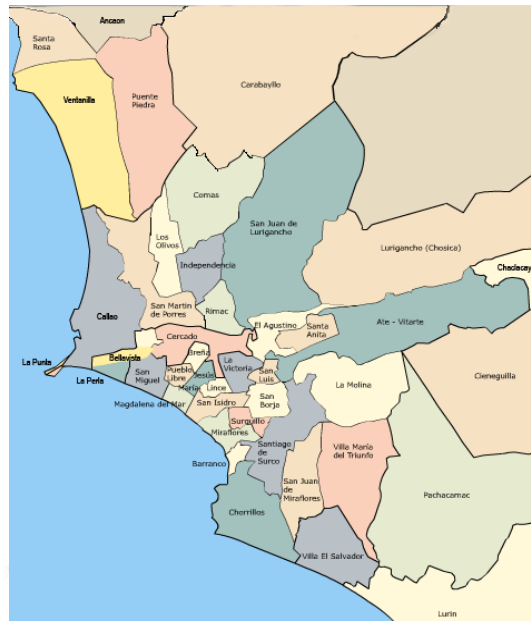 Ancaon
Santa
Rosa
Ventanilla
Puente
Piedra
Carabayllo
Comas
San Juan de
Lurigancho
Los
Olivos
Independencia
Lurigancho (Chosica)
Chaclacay
Callao
San Martin
de Porres
Rimac
El Agustino
Santa
Anita
Ate - Vitarte
Cercado
La Punta
Bellavista
Breña
La
Victoria
La Perla
San
Miguel
Pueblo
Libre
Jesús
María
Lince
San
Luis
La Molina
Cieneguilla
Magdalena del Mar
San Isidro
San
Borja
Surquillo
Miraflores
Santiago
de
Surco
Villa María
del Triunfo
Barranco
San Juan
de
Miraflores
Pachacamac
Chorrillos
Villa El Salvador
Lurin